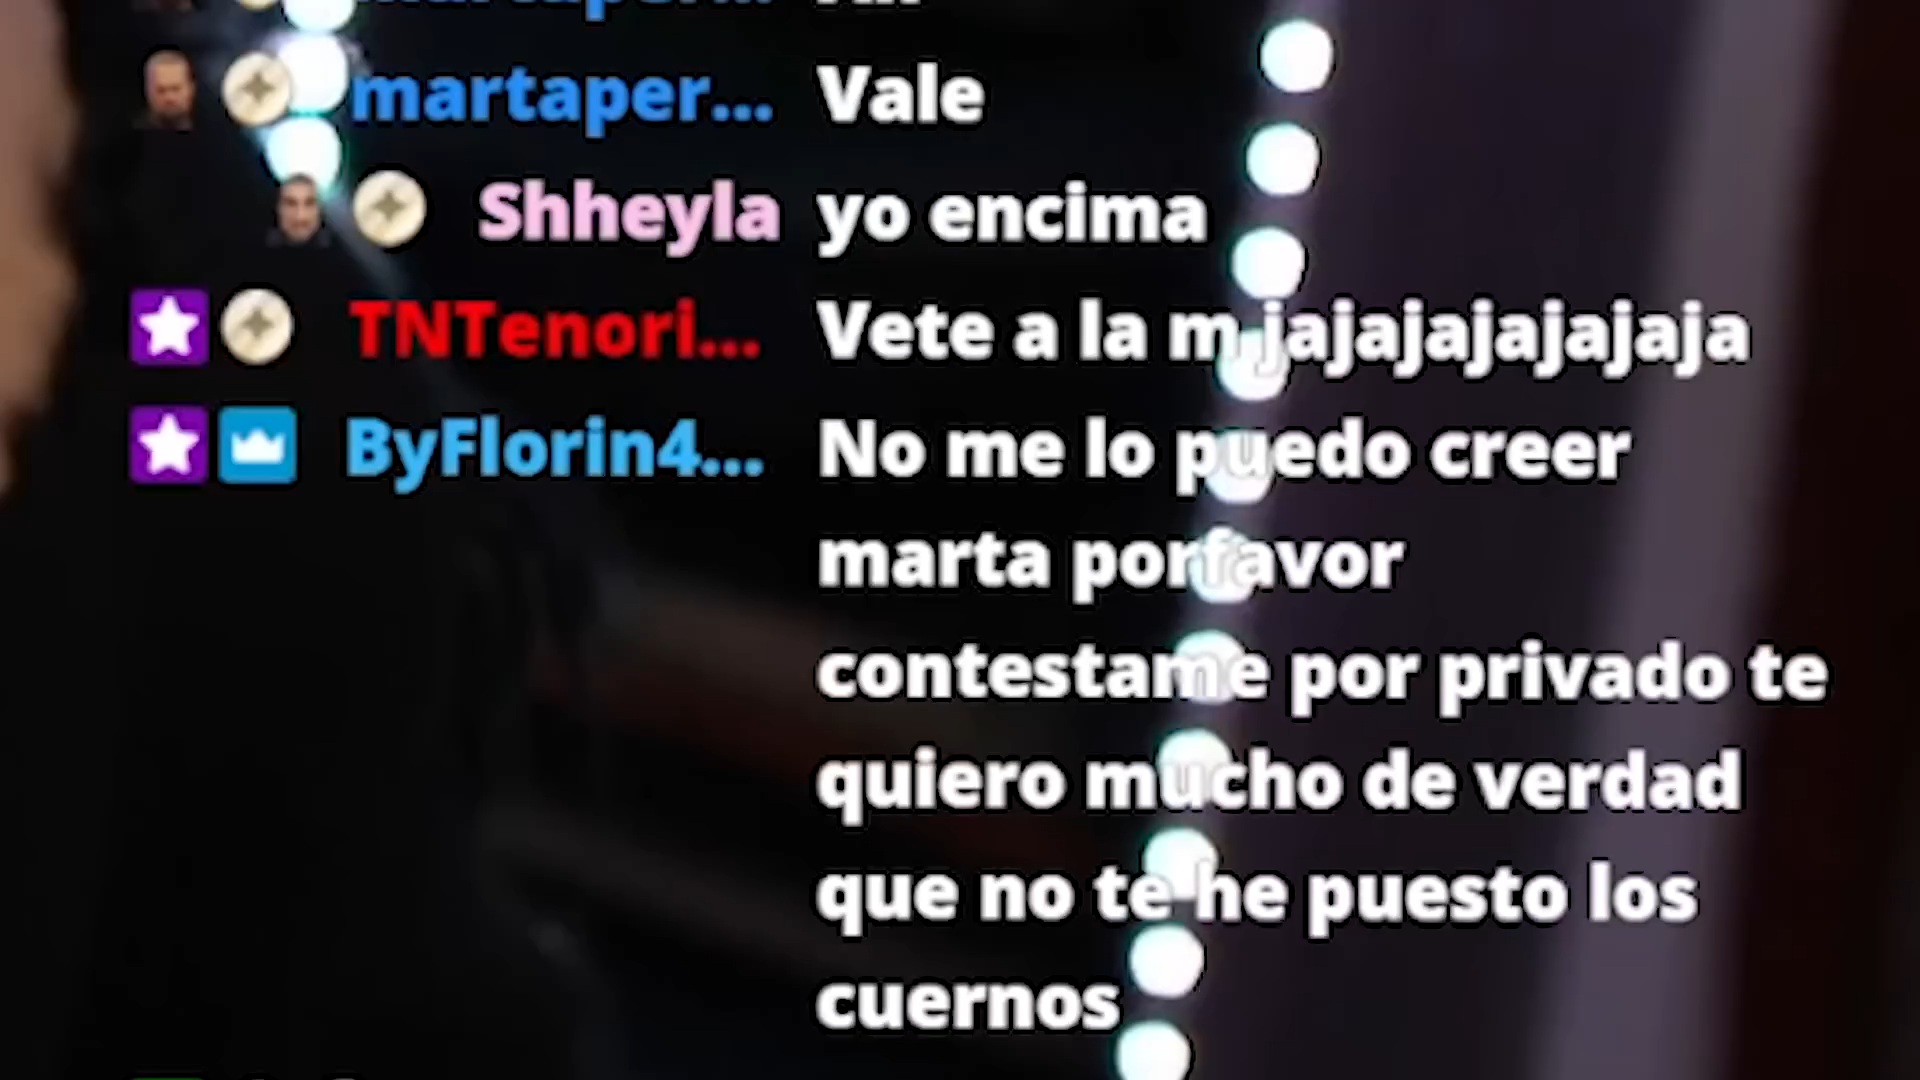 martaper... Vale
Shheyla yo encima
TNTenori... Vete a la m jajajajajajaja
ByFlorin4... No me lo puedo creer
marta porfavor
contestame por privado te
quiero mucho de verdad
que no te he puesto los
cuernos